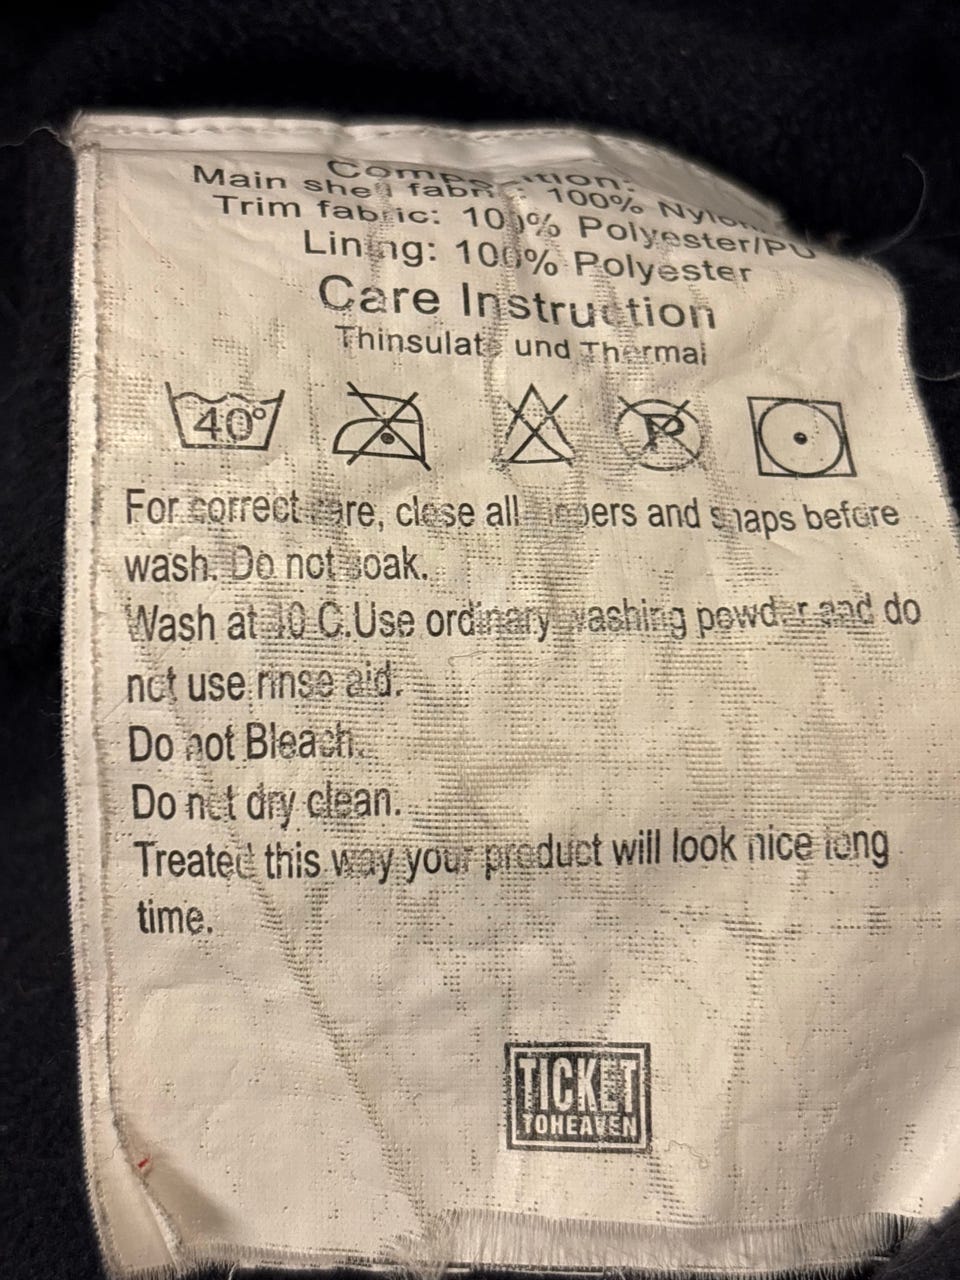 Composition:
Main shell fabric: 100% Nylon
Trim fabric: 100% Polyester/PU
Lining: 100% Polyester
Care Instruction
Thinsulate und Thermal
40° P
For correct care, close all zippers and snaps before
wash. Do not soak.
Wash at 40 C.Use ordinary washing powder and do
not use rinse aid.
Do not Bleach.
Do not dry clean.
Treated this way your product will look nice long
time.
TICKET
TOHEAVEN